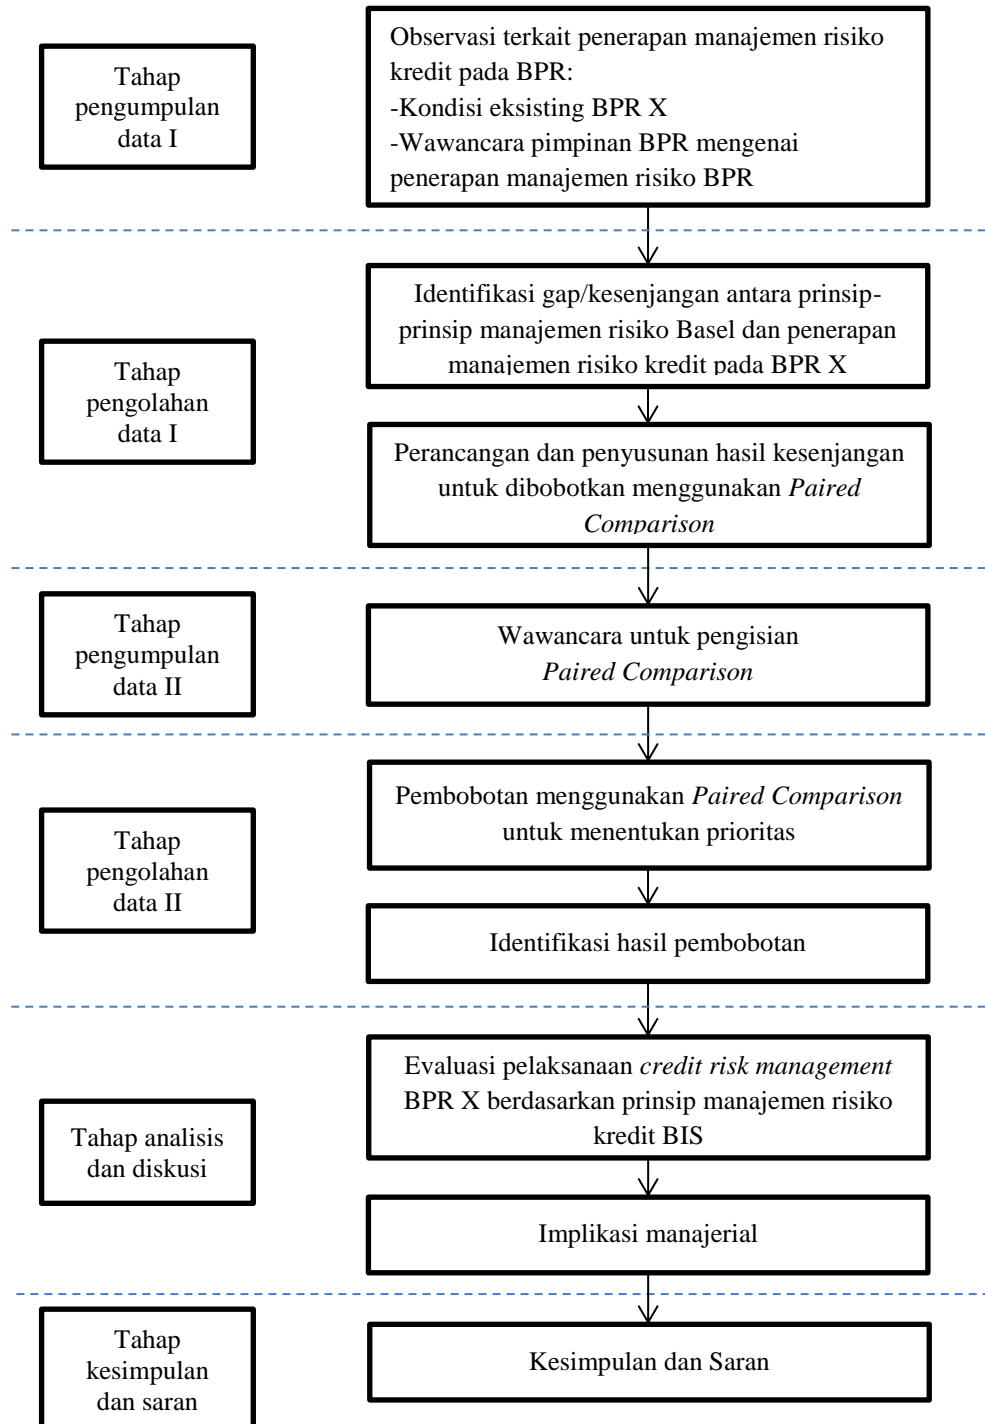 Tahap
pengumpulan
data I
Observasi terkait penerapan manajemen risiko
kredit pada BPR:
-Kondisi eksisting BPR X
-Wawancara pimpinan BPR mengenai
penerapan manajemen risiko BPR
Tahap
pengolahan
data I
Identifikasi gap/kesenjangan antara prinsip-
prinsip manajemen risiko Basel dan penerapan
manajemen risiko kredit pada BPR X
Perancangan dan penyusunan hasil kesenjangan
untuk dibobotkan menggunakan Paired
Comparison
Tahap
pengumpulan
data II
Wawancara untuk pengisian
Paired Comparison
Tahap
pengolahan
data II
Pembobotan menggunakan Paired Comparison
untuk menentukan prioritas
Identifikasi hasil pembobotan
Tahap analisis
dan diskusi
Evaluasi pelaksanaan credit risk management
BPR X berdasarkan prinsip manajemen risiko
kredit BIS
Implikasi manajerial
Tahap
kesimpulan
dan saran
Kesimpulan dan Saran